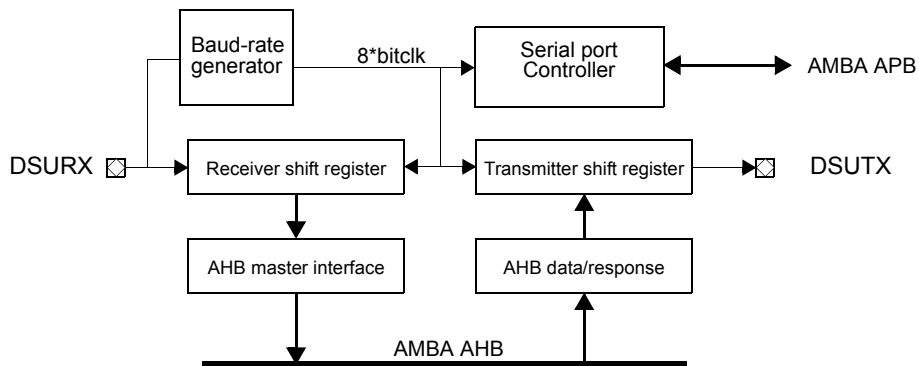 Baud-rate
generator
8*bitclk
Serial port
Controller
AMBA APB
DSURX
Receiver shift register
Transmitter shift register
DSUTX
AHB master interface
AHB data/response
AMBA AHB